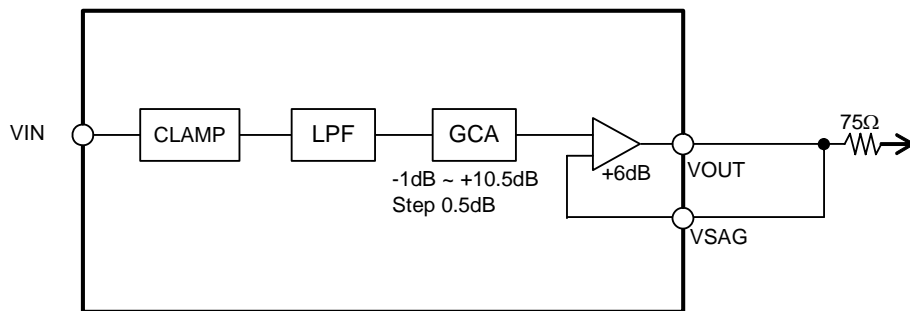 VIN
CLAMP
LPF
GCA
-1dB ~ +10.5dB
Step 0.5dB
+6dB
VOUT
75Ω
VSAG